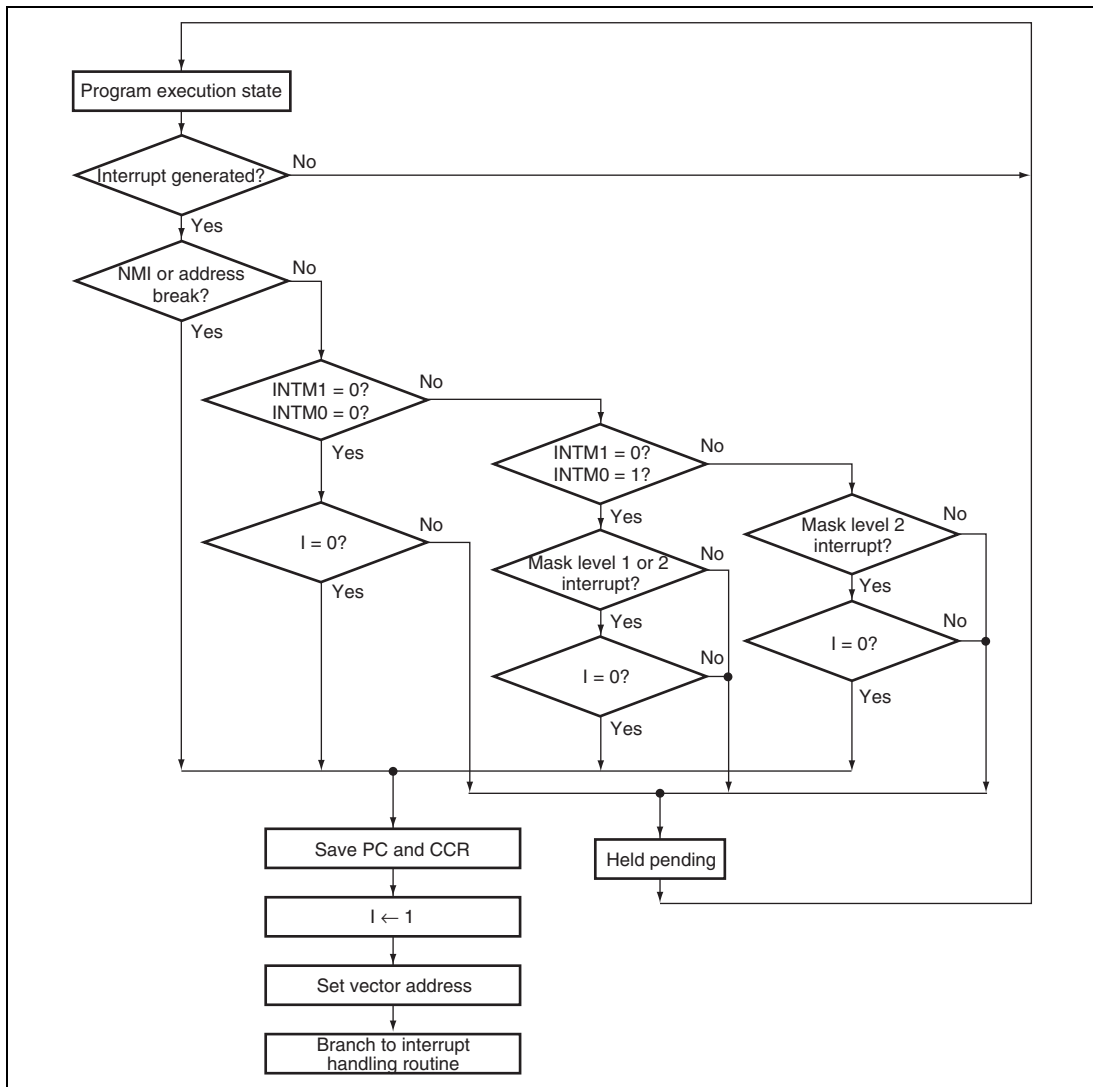 Program execution state
Interrupt generated?
No
Yes
NMI or address
break?
No
Yes
INTM1 = 0?
INTM0 = 0?
No
Yes
INTM1 = 0?
INTM0 = 1?
No
Yes
I = 0?
No
Yes
Mask level 1 or 2
interrupt?
No
Yes
Mask level 2
interrupt?
No
Yes
I = 0?
No
Yes
I = 0?
No
Yes
Save PC and CCR
Held pending
I ← 1
Set vector address
Branch to interrupt
handling routine